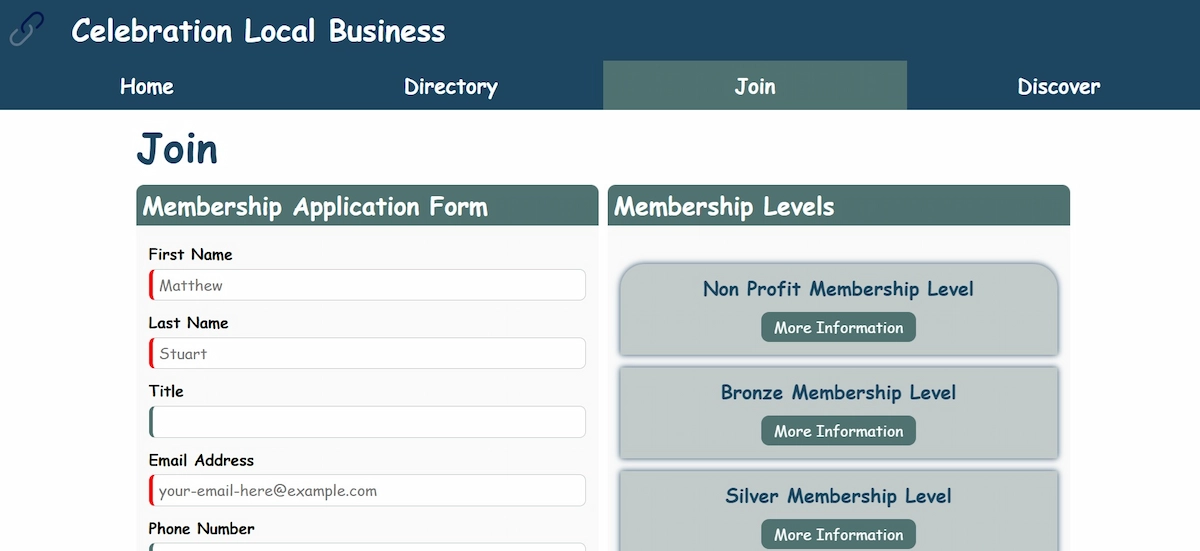 Celebration Local Business
Home Directory Join Discover
Join
Membership Application Form
First Name
Matthew
Last Name
Stuart
Title
Email Address
your-email-here@example.com
Phone Number
Membership Levels
Non Profit Membership Level
More Information
Bronze Membership Level
More Information
Silver Membership Level
More Information